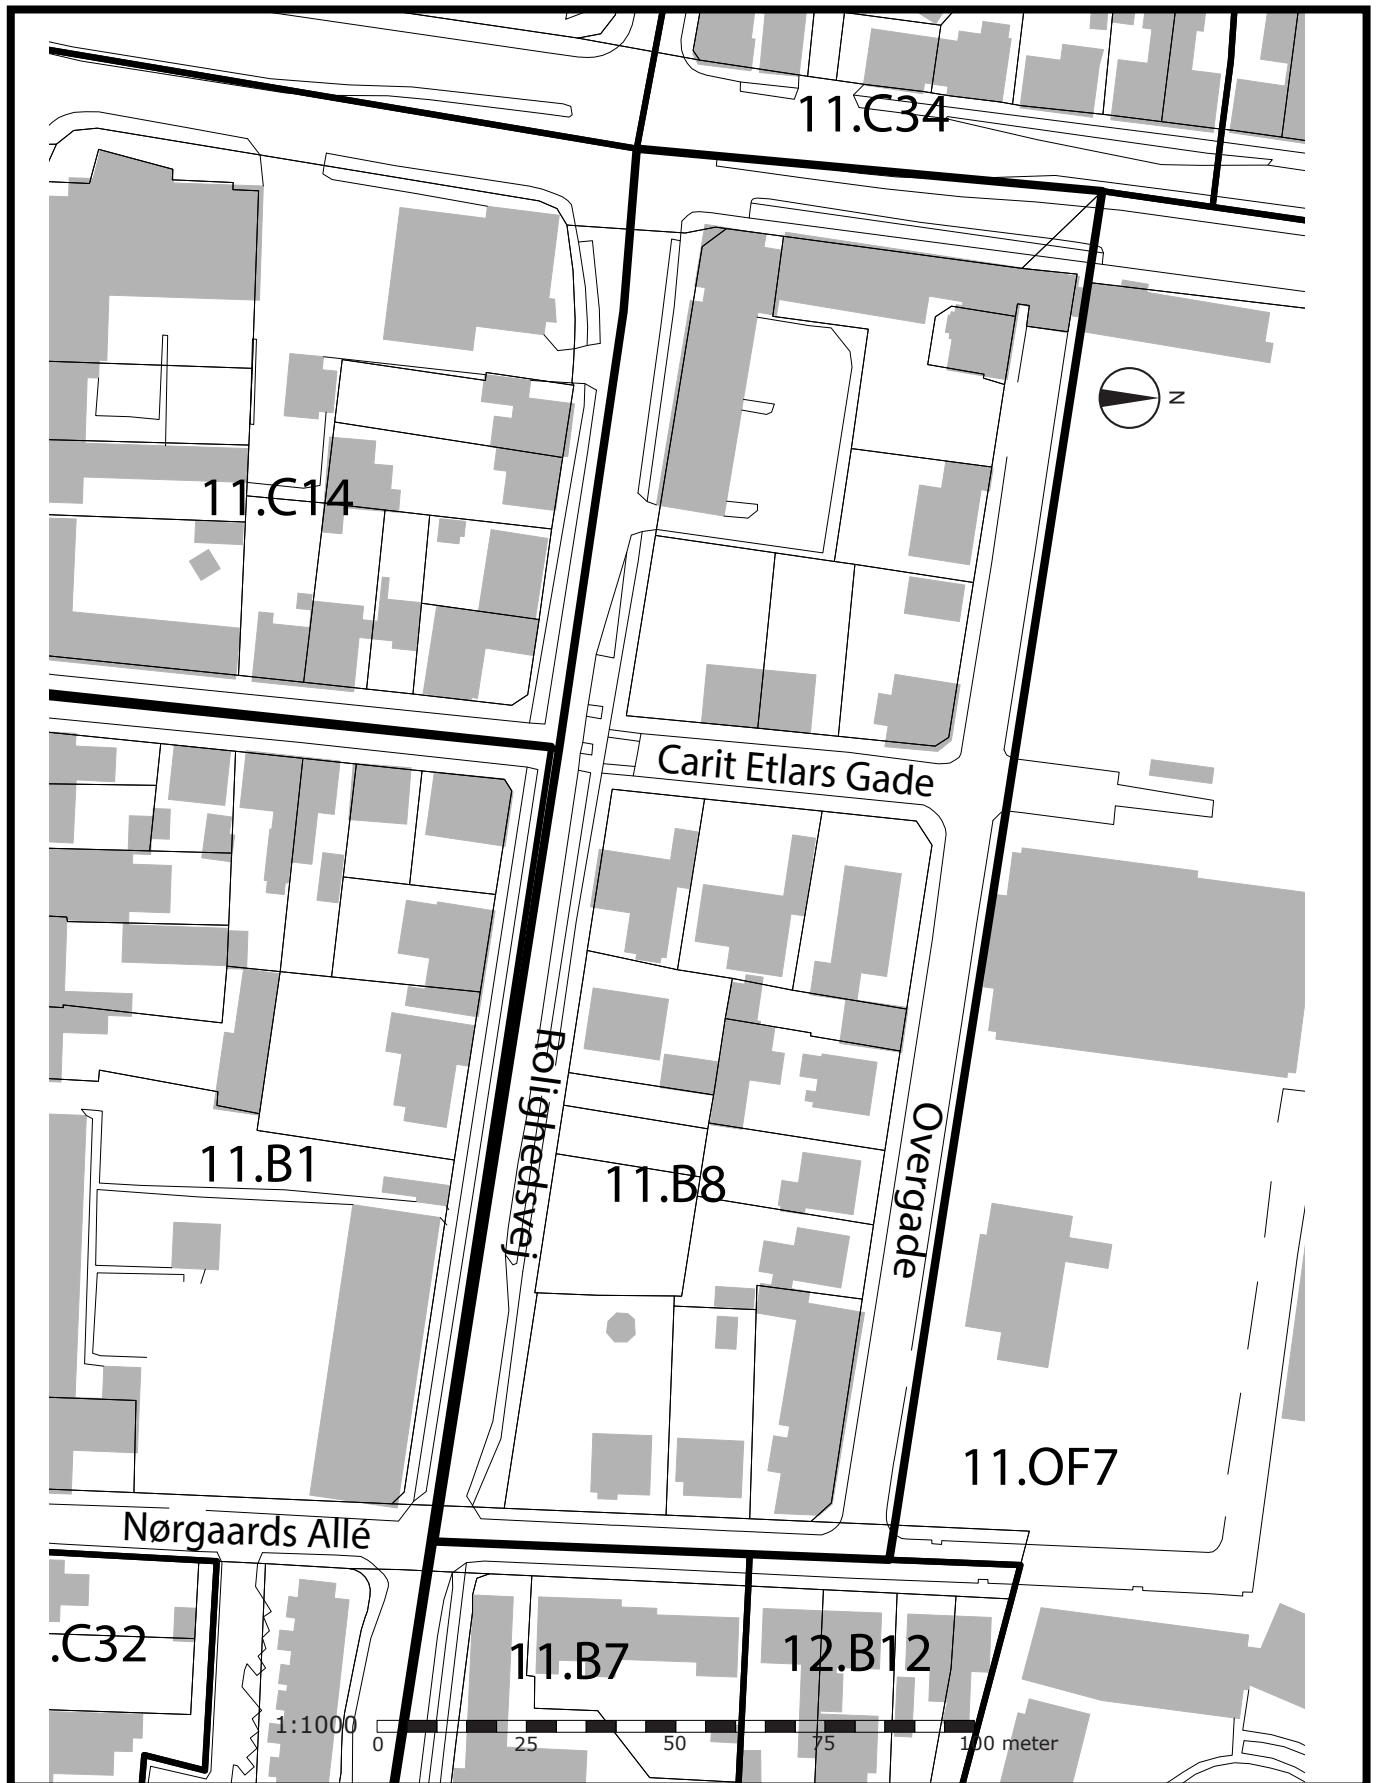 11.C34
N
11.C14
Carit Etlars Gade
Rolighedsvej
Overgade
11.B1
11.B8
11.OF7
Nørgaards Allé
.C32
11.B7
12.B12
1:1000
0 25 50 75 100 meter